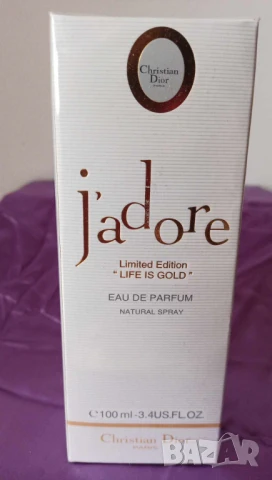 Christian
Dior
j'adore
Limited Edition
" LIFE IS GOLD "
EAU DE PARFUM
NATURAL SPRAY
℮100 ml-3.4US.FL.OZ.
Christian Dior
BAZAR